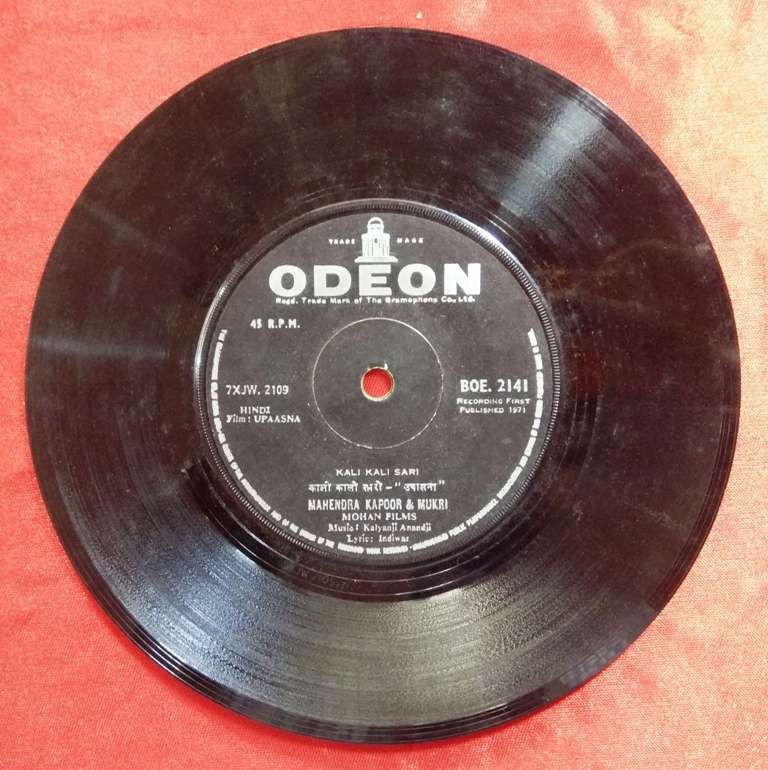 TRADE MARK
ODEON
Regd. Trade Mark of The Gramophone Co., Ltd.
45 R.P.M.
7XJW. 2109
BOE. 2141
HINDI
Film: UPAASNA
RECORDING FIRST
PUBLISHED 1971
KALI KALI SARI
काली काली सारी - "उपासना"
MAHENDRA KAPOOR & MUKRI
MOHAN FILMS
Music: Kalyanji Anandji
Lyric: Indiwar